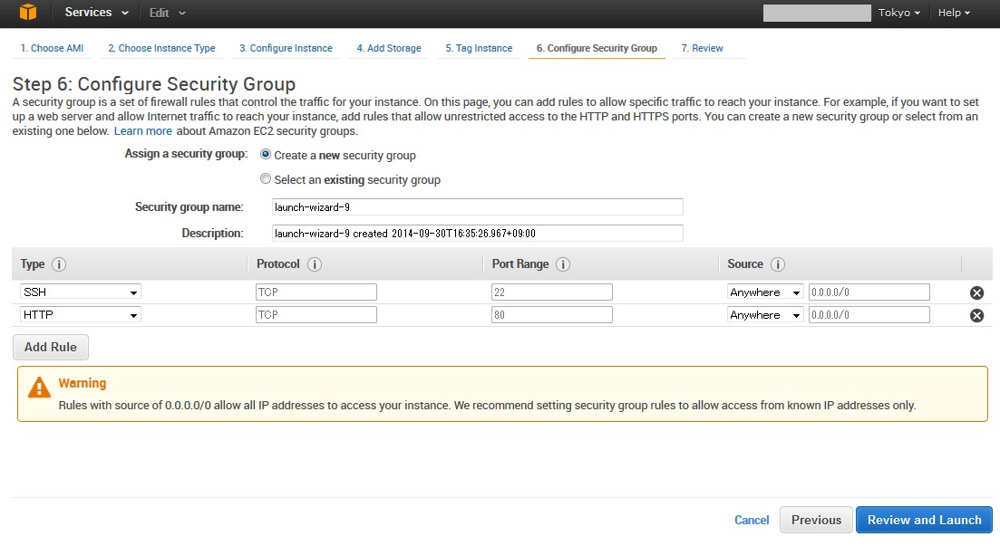 Services Edit Tokyo Help
1. Choose AMI 2. Choose Instance Type 3. Configure Instance 4. Add Storage 5. Tag Instance 6. Configure Security Group 7. Review
Step 6: Configure Security Group
A security group is a set of firewall rules that control the traffic for your instance. On this page, you can add rules to allow specific traffic to reach your instance. For example, if you want to set
up a web server and allow Internet traffic to reach your instance, add rules that allow unrestricted access to the HTTP and HTTPS ports. You can create a new security group or select from an
existing one below. Learn more about Amazon EC2 security groups.
Assign a security group: Create a new security group
Select an existing security group
Security group name: launch-wizard-9
Description: launch-wizard-9 created 2014-09-30T16:35:26.967+09:00
Type i Protocol i Port Range i Source i
SSH TCP 22 Anywhere 0.0.0.0/0
HTTP TCP 80 Anywhere 0.0.0.0/0
Add Rule
Warning
Rules with source of 0.0.0.0/0 allow all IP addresses to access your instance. We recommend setting security group rules to allow access from known IP addresses only.
Cancel Previous Review and Launch